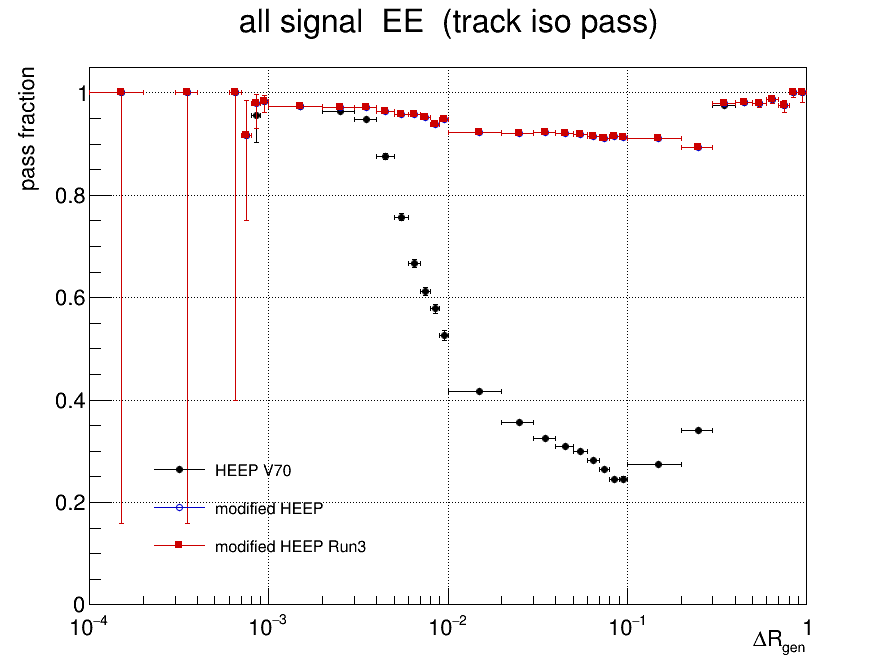 all signal EE (track iso pass)
pass fraction
1
0.8
0.6
0.4
0.2
0
HEEP V70
modified HEEP
modified HEEP Run3
10⁻⁴ 10⁻³ 10⁻² 10⁻¹ 1
ΔR_gen